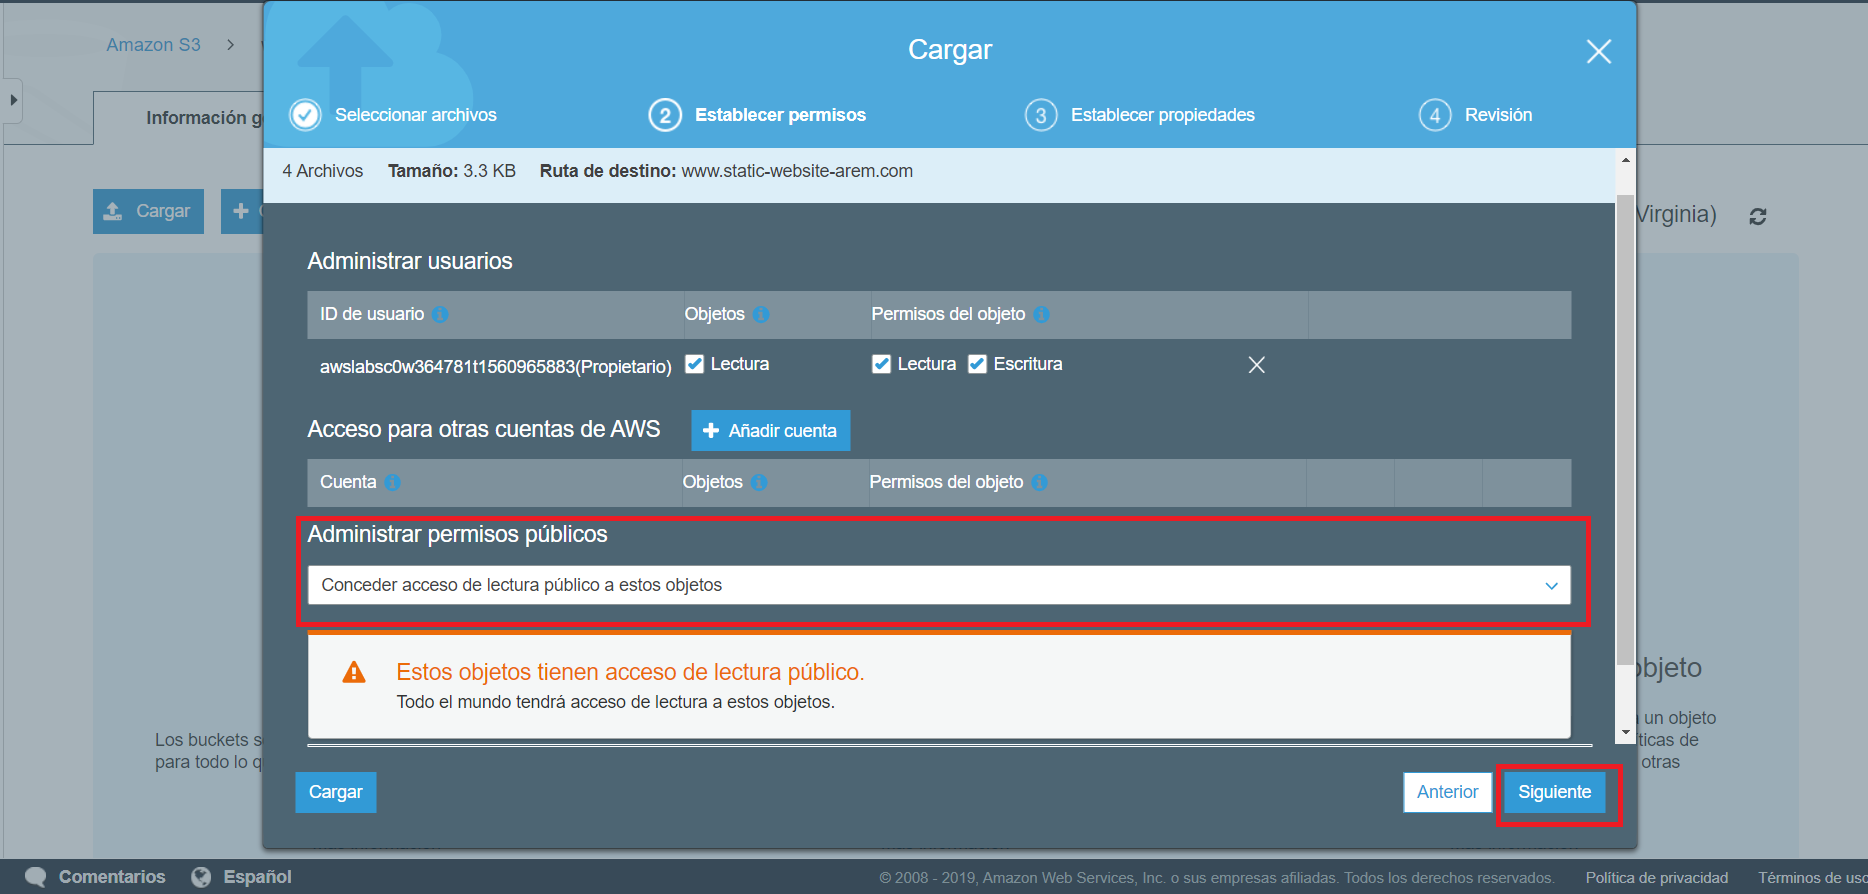 Amazon S3
Cargar
Información g
Seleccionar archivos
2 Establecer permisos
3 Establecer propiedades
4 Revisión
4 Archivos Tamaño: 3.3 KB Ruta de destino: www.static-website-arem.com
Cargar
Virginia)
Administrar usuarios
ID de usuario Objetos Permisos del objeto
awslabsc0w364781t1560965883(Propietario) Lectura Lectura Escritura
Acceso para otras cuentas de AWS Añadir cuenta
Cuenta Objetos Permisos del objeto
Administrar permisos públicos
Conceder acceso de lectura público a estos objetos
Estos objetos tienen acceso de lectura público.
Todo el mundo tendrá acceso de lectura a estos objetos.
objeto
un objeto
Los buckets s
ticas de
para todo lo q
otras
Cargar Anterior Siguiente
Comentarios Español © 2008 - 2019, Amazon Web Services, Inc. o sus empresas afiliadas. Todos los derechos reservados. Política de privacidad Términos de uso